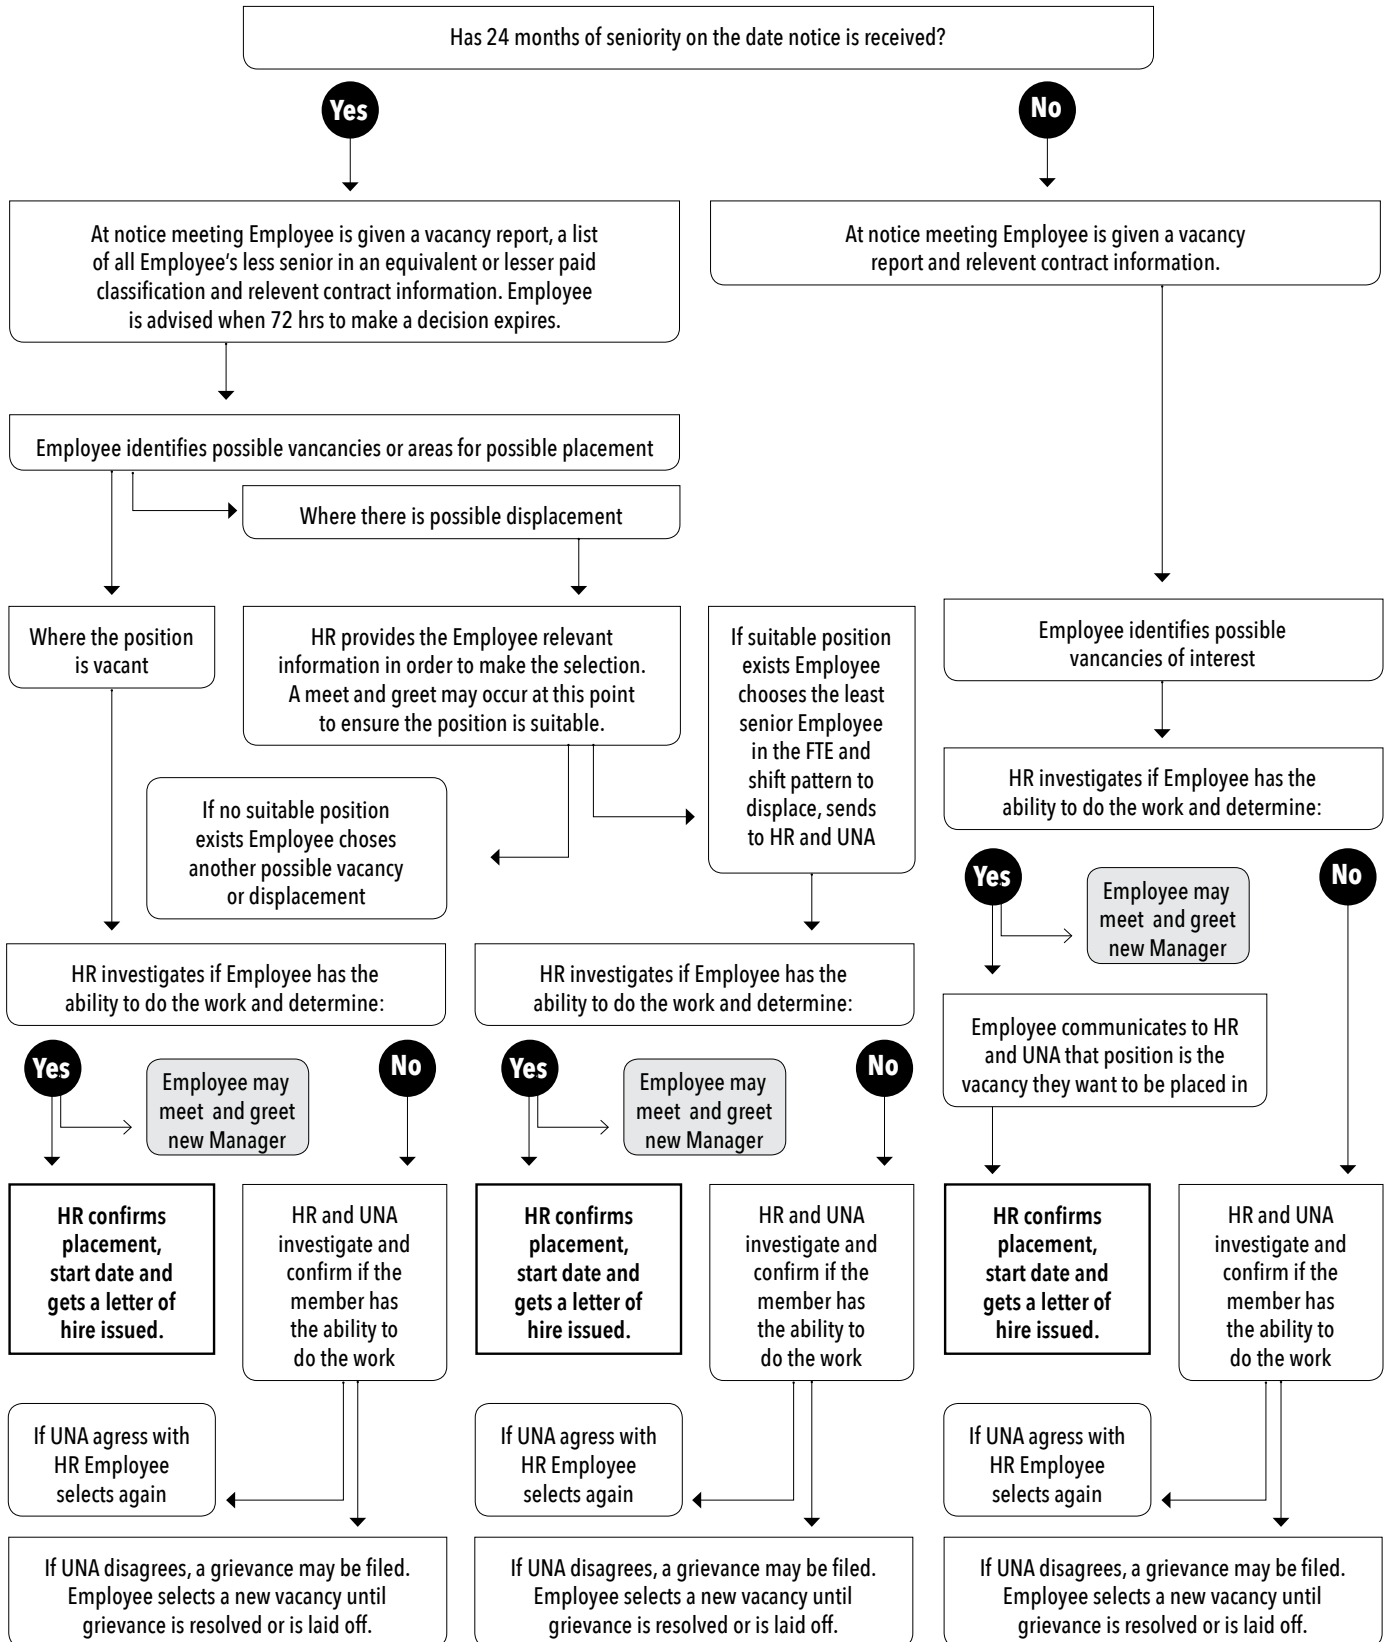 Has 24 months of seniority on the date notice is received?
Yes
No
At notice meeting Employee is given a vacancy report, a list
of all Employee's less senior in an equivalent or lesser paid
classification and relevent contract information. Employee
is advised when 72 hrs to make a decision expires.
At notice meeting Employee is given a vacancy
report and relevent contract information.
Employee identifies possible vancancies or areas for possible placement
Where there is possible displacement
Where the position
is vacant
HR provides the Employee relevant
information in order to make the selection.
A meet and greet may occur at this point
to ensure the position is suitable.
If suitable position
exists Employee
chooses the least
senior Employee
in the FTE and
shift pattern to
displace, sends
to HR and UNA
Employee identifies possible
vancancies of interest
If no suitable position
exists Employee choses
another possible vacancy
or displacement
HR investigates if Employee has the
ability to do the work and determine:
Yes
Employee may
meet and greet
new Manager
No
HR investigates if Employee has the
ability to do the work and determine:
HR investigates if Employee has the
ability to do the work and determine:
Employee communicates to HR
and UNA that position is the
vacancy they want to be placed in
Yes
Employee may
meet and greet
new Manager
No
Yes
Employee may
meet and greet
new Manager
No
HR confirms
placement,
start date and
gets a letter of
hire issued.
HR and UNA
investigate and
confirm if the
member has
the ability to
do the work
HR confirms
placement,
start date and
gets a letter of
hire issued.
HR and UNA
investigate and
confirm if the
member has
the ability to
do the work
HR confirms
placement,
start date and
gets a letter of
hire issued.
HR and UNA
investigate and
confirm if the
member has
the ability to
do the work
If UNA agress with
HR Employee
selects again
If UNA agress with
HR Employee
selects again
If UNA agress with
HR Employee
selects again
If UNA disagrees, a grievance may be filed.
Employee selects a new vacancy until
grievance is resolved or is laid off.
If UNA disagrees, a grievance may be filed.
Employee selects a new vacancy until
grievance is resolved or is laid off.
If UNA disagrees, a grievance may be filed.
Employee selects a new vacancy until
grievance is resolved or is laid off.